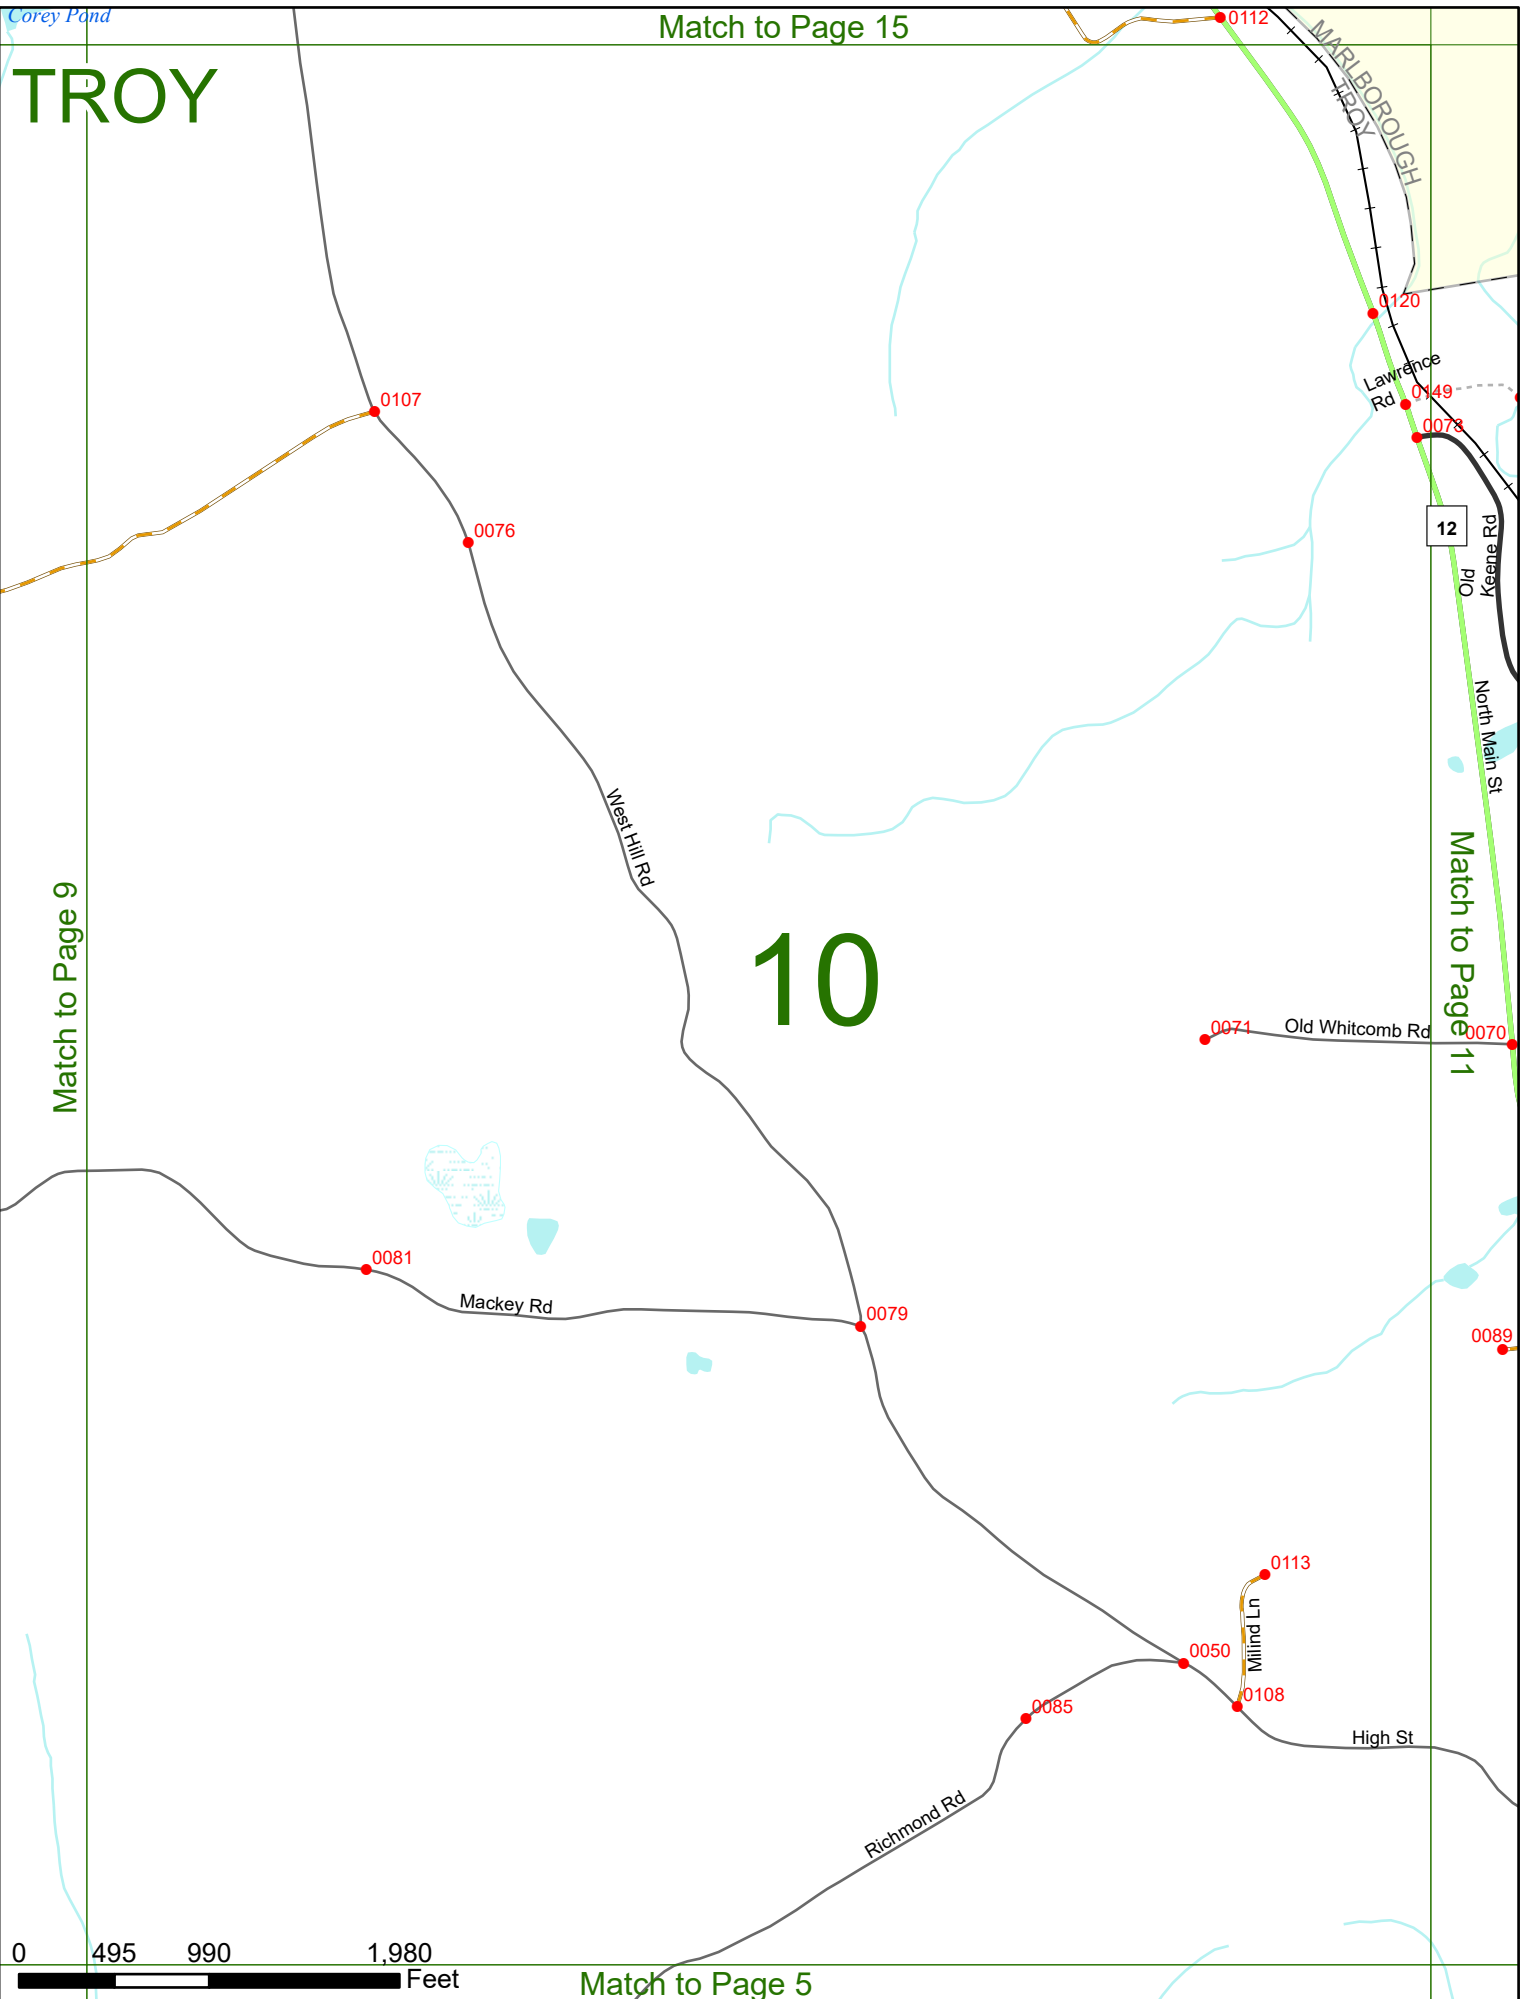 Corey Pond
Match to Page 15
0112
TROY
MARLBOROUGH
TROY
0120
Lawrence
Rd
0149
0107
0073
0076
12
Old
Keene Rd
North Main St
West Hill Rd
Match to Page 9
10
Match to Page 11
0071
Old Whitcomb Rd
0070
0081
Mackey Rd
0079
0089
0113
Milind Ln
0050
0108
0085
High St
Richmond Rd
0 495 990 1,980
Feet
Match to Page 5